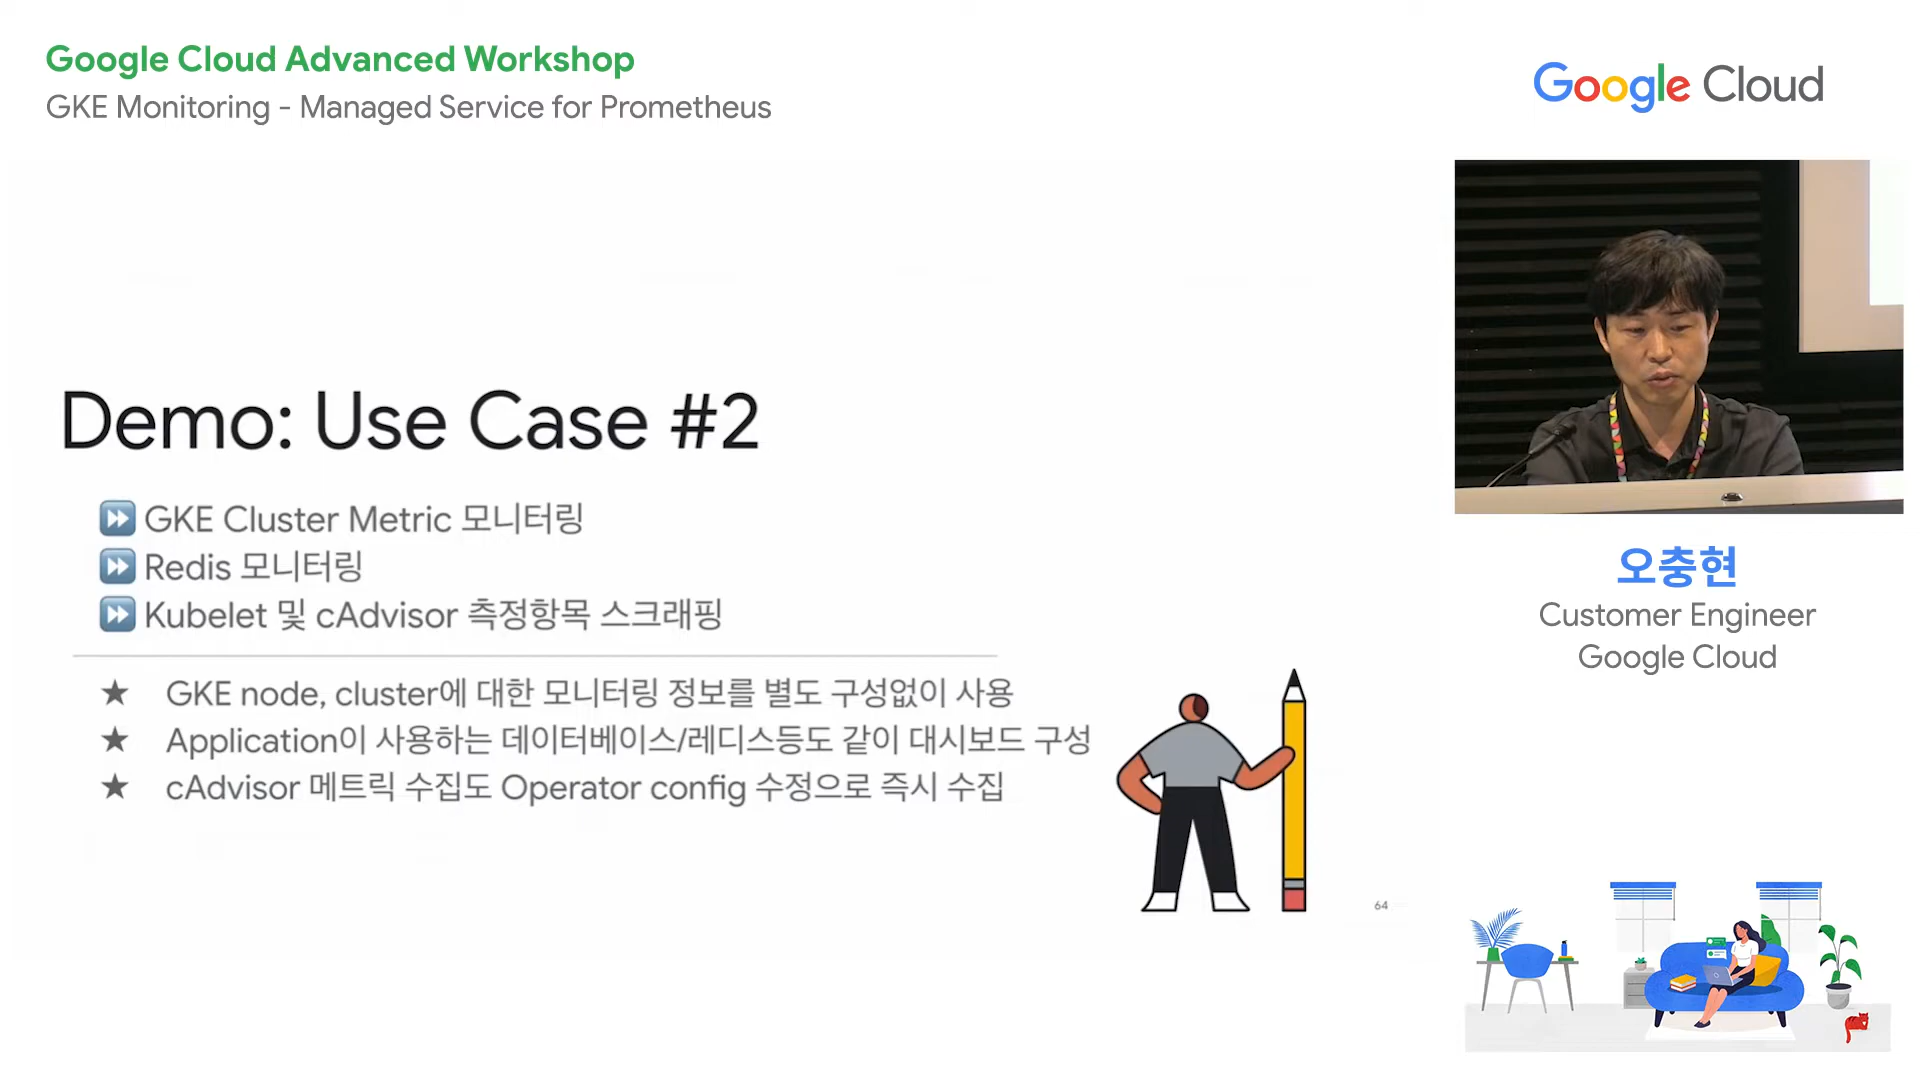 Google Cloud Advanced Workshop
GKE Monitoring - Managed Service for Prometheus
Google Cloud
Demo: Use Case #2
GKE Cluster Metric 모니터링
Redis 모니터링
Kubelet 및 cAdvisor 측정항목 스크래핑
★ GKE node, cluster에 대한 모니터링 정보를 별도 구성없이 사용
★ Application이 사용하는 데이터베이스/레디스등도 같이 대시보드 구성
★ cAdvisor 메트릭 수집도 Operator config 수정으로 즉시 수집
64
오충현
Customer Engineer
Google Cloud